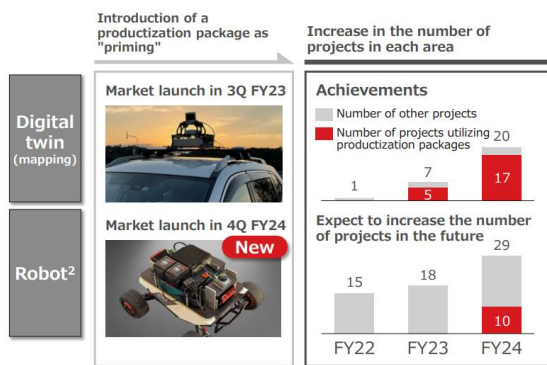 Introduction of a
productization package as
"priming"
Increase in the number of
projects in each area
Digital
twin
(mapping)
Market launch in 3Q FY23
Achievements
Number of other projects
Number of projects utilizing
productization packages
1
7
5
20
17
Robot2
Market launch in 4Q FY24
New
Expect to increase the number
of projects in the future
15
18
29
10
FY22
FY23
FY24